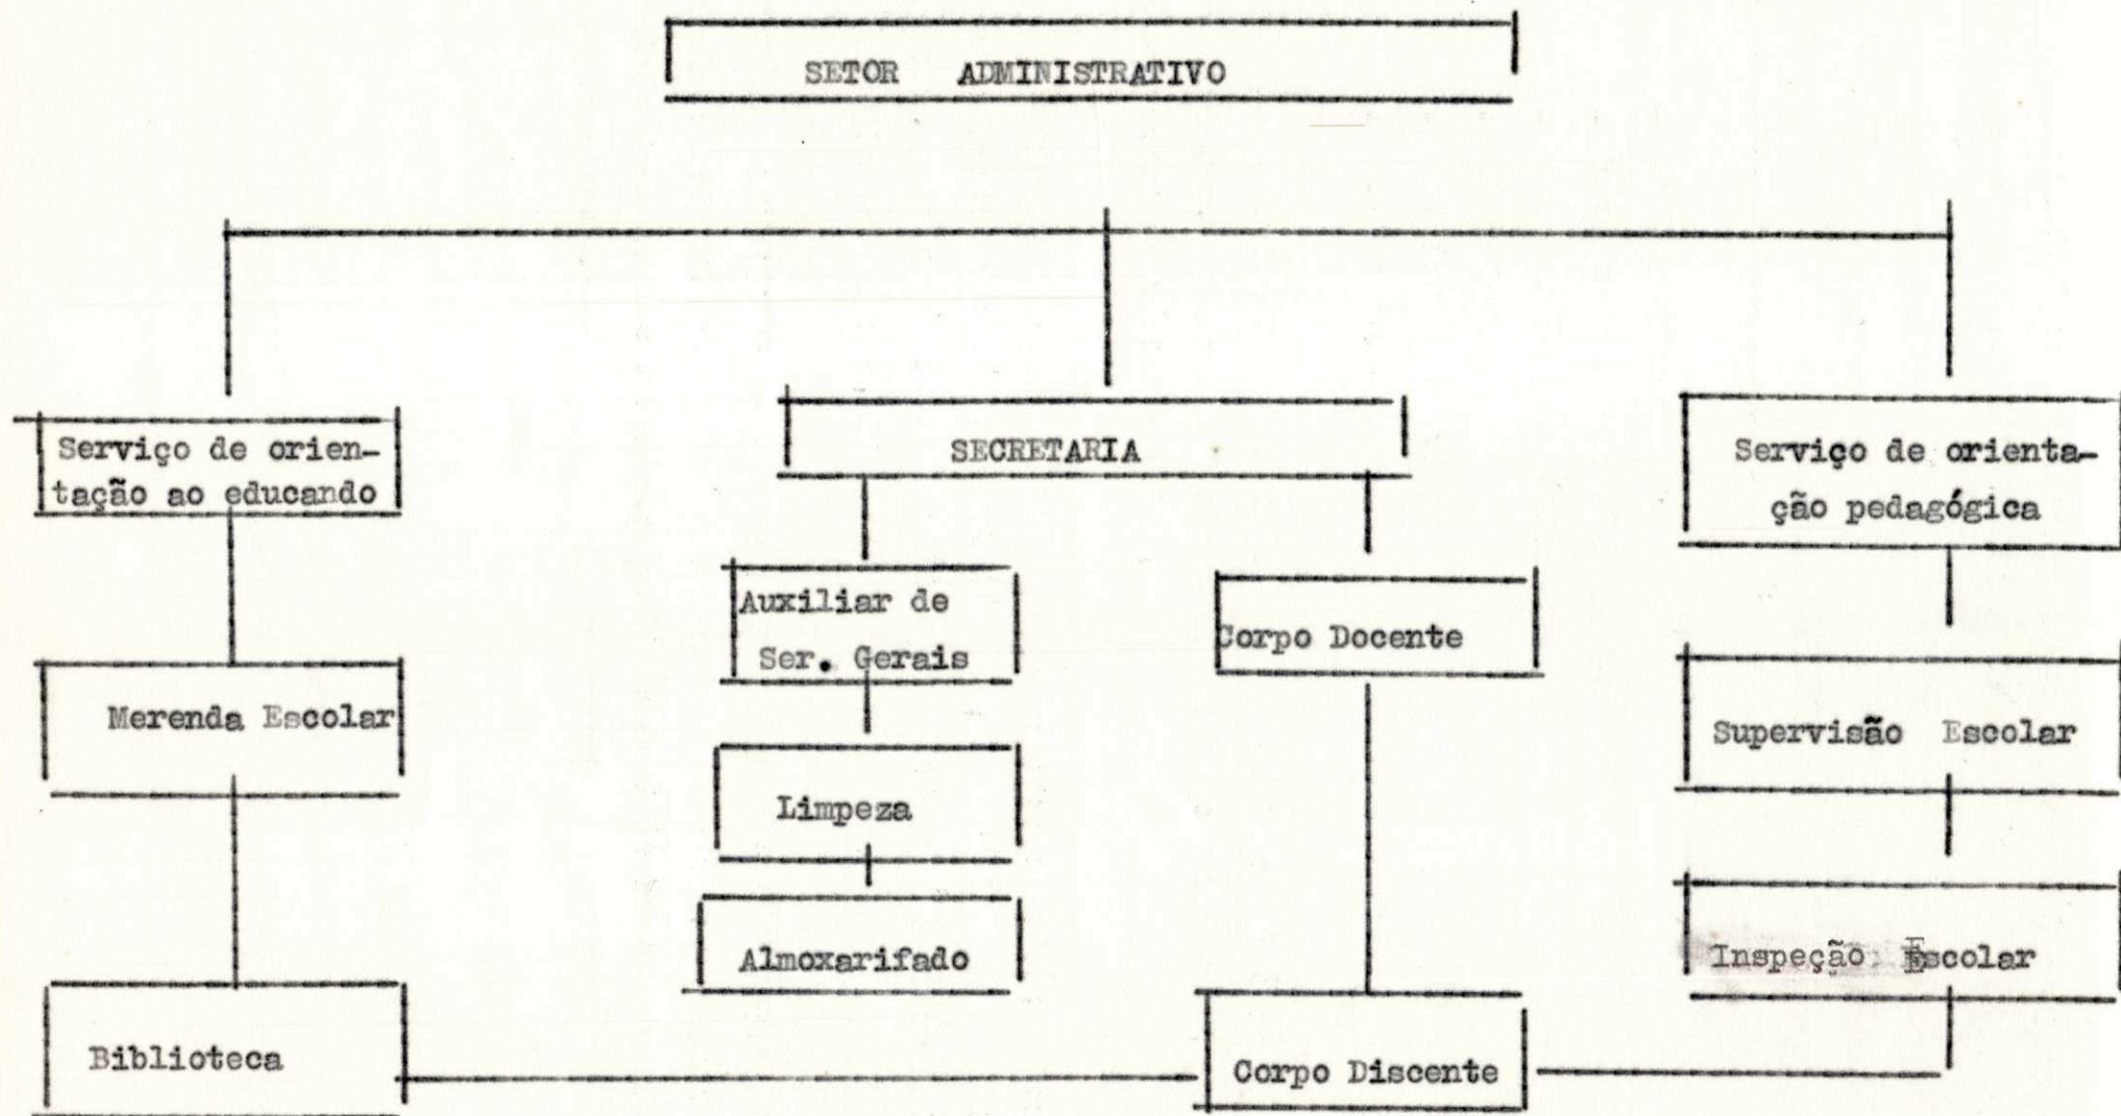 SETOR ADMINISTRATIVO
Serviço de orien-
tação ao educando
SECRETARIA
Serviço de orienta-
ção pedagógica
Auxiliar de
Ser. Gerais
Corpo Docente
Merenda Escolar
Supervisão Escolar
Limpeza
Almoxarifado
Inspeção Escolar
Biblioteca
Corpo Discente